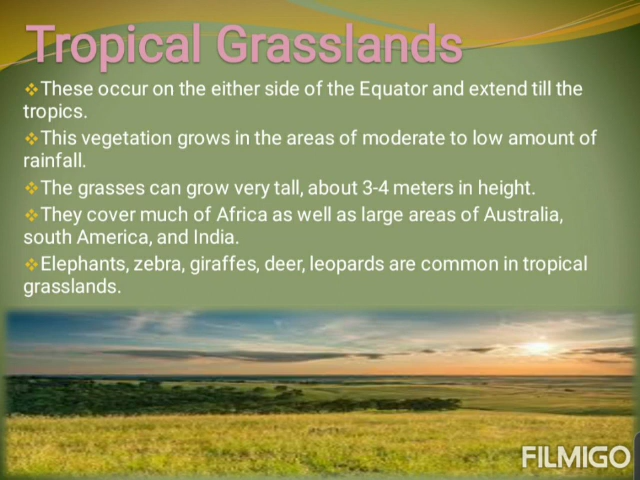 Tropical Grasslands
❖These occur on the either side of the Equator and extend till the
tropics.
❖This vegetation grows in the areas of moderate to low amount of
rainfall.
❖The grasses can grow very tall, about 3-4 meters in height.
❖They cover much of Africa as well as large areas of Australia,
south America, and India.
❖Elephants, zebra, giraffes, deer, leopards are common in tropical
grasslands.
FILMIGO